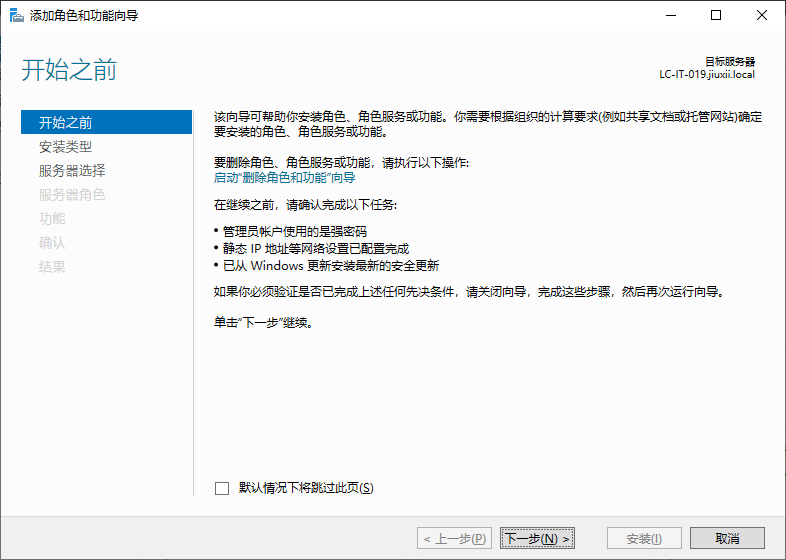 添加角色和功能向导
开始之前
目标服务器
LC-IT-019.jiuxii.local
开始之前
安装类型
服务器选择
服务器角色
功能
确认
结果
该向导可帮助你安装角色、角色服务或功能。你需要根据组织的计算要求(例如共享文档或托管网站)确定
要安装的角色、角色服务或功能。
要删除角色、角色服务或功能，请执行以下操作:
启动“删除角色和功能”向导
在继续之前，请确认完成以下任务:
• 管理员帐户使用的是强密码
• 静态 IP 地址等网络设置已配置完成
• 已从 Windows 更新安装最新的安全更新
如果你必须验证是否已完成上述任何先决条件，请关闭向导，完成这些步骤，然后再次运行向导。
单击“下一步”继续。
默认情况下将跳过此页(S)
< 上一步(P)
下一步(N) >
安装(I)
取消